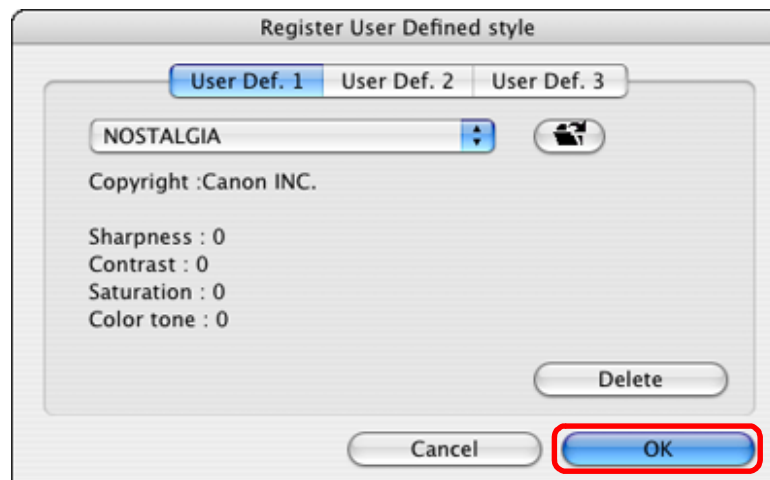 Register User Defined style
User Def. 1 User Def. 2 User Def. 3
NOSTALGIA
Copyright :Canon INC.
Sharpness : 0
Contrast : 0
Saturation : 0
Color tone : 0
Delete
Cancel OK